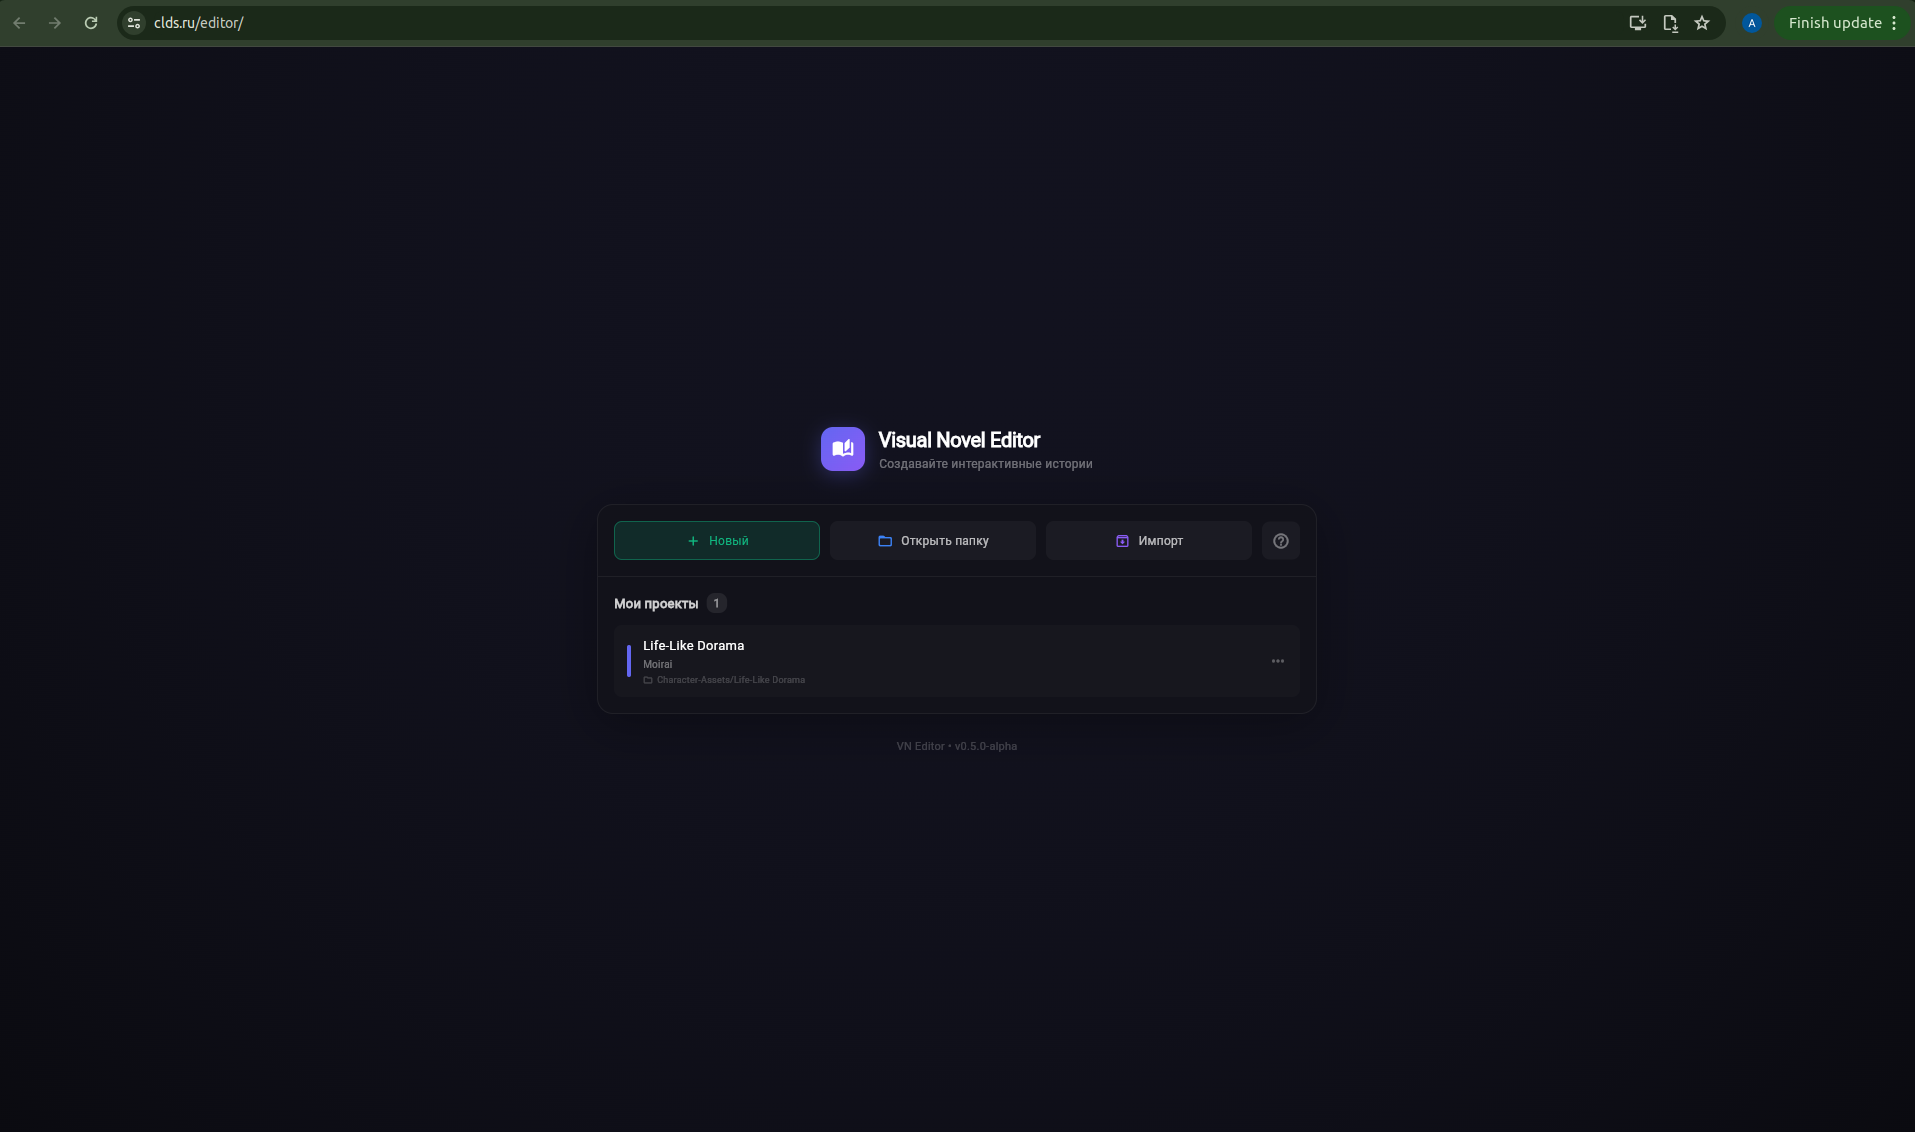 clds.ru/editor/
A
Finish update
Visual Novel Editor
Создавайте интерактивные истории
Новый
Открыть папку
Импорт
Мои проекты 1
Life-Like Dorama
Moirai
Character-Assets/Life-Like Dorama
VN Editor • v0.5.0-alpha